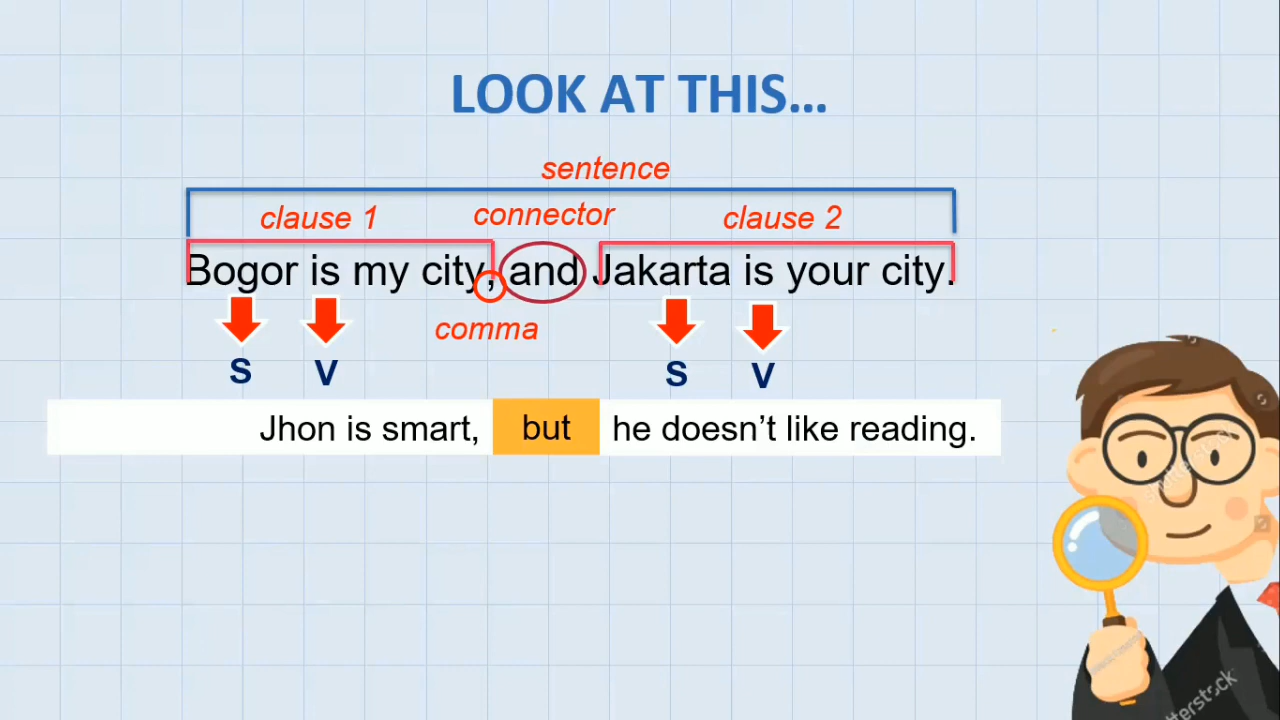 LOOK AT THIS...
sentence
clause 1 connector clause 2
Bogor is my city, and Jakarta is your city.
comma
S V S V
Jhon is smart, but he doesn't like reading.
shutterstock